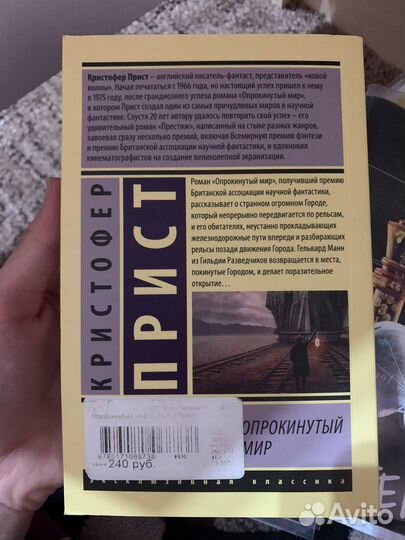 Кристофер Прист – английский писатель-фантаст, представитель «новой
волны». Начал печататься с 1966 года, но настоящий успех пришел к нему
в 1975 году, после грандиозного успеха романа «Опрокинутый мир»,
в котором Прист создал один из самых причудливых миров в научной
фантастике. Спустя 20 лет автору удалось повторить свой успех – его
удивительный роман «Престиж», написанный на стыке разных жанров,
завоевал сразу несколько премий, включая Всемирную премию фэнтези
и премию Британской ассоциации научной фантастики, и вдохновил
кинематографистов на создание великолепной экранизации.
КРИСТОФЕР
ПРИСТ
Роман «Опрокинутый мир», получивший премию
Британской ассоциации научной фантастики,
рассказывает о странном огромном Городе,
который непрерывно передвигается по рельсам,
и его обитателях, неустанно прокладывающих
железнодорожные пути впереди и разбирающих
рельсы позади движения Города. Гельвард Манн
из Гильдии Разведчиков возвращается в места,
покинутые Городом, и делает поразительное
открытие…
ОПРОКИНУТЫЙ
МИР
9785171065738
240 руб.
эксклюзивная классика
Avito